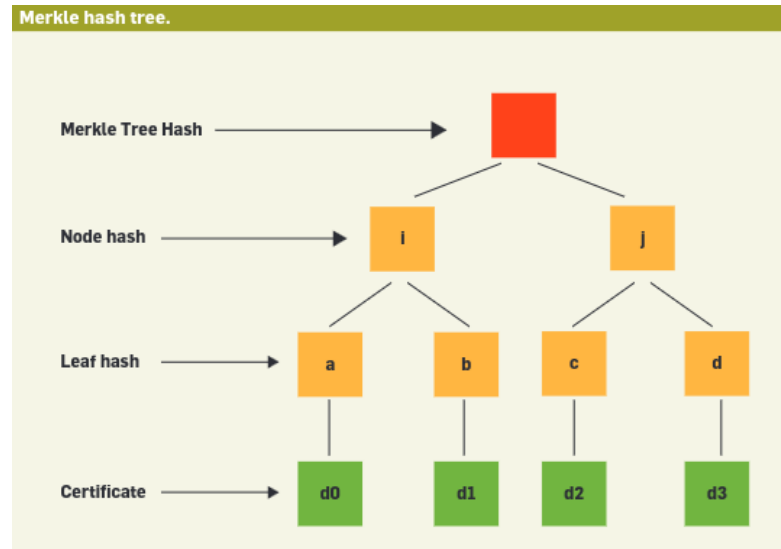 Merkle hash tree.
Merkle Tree Hash
Node hash
i
j
Leaf hash
a
b
c
d
Certificate
d0
d1
d2
d3